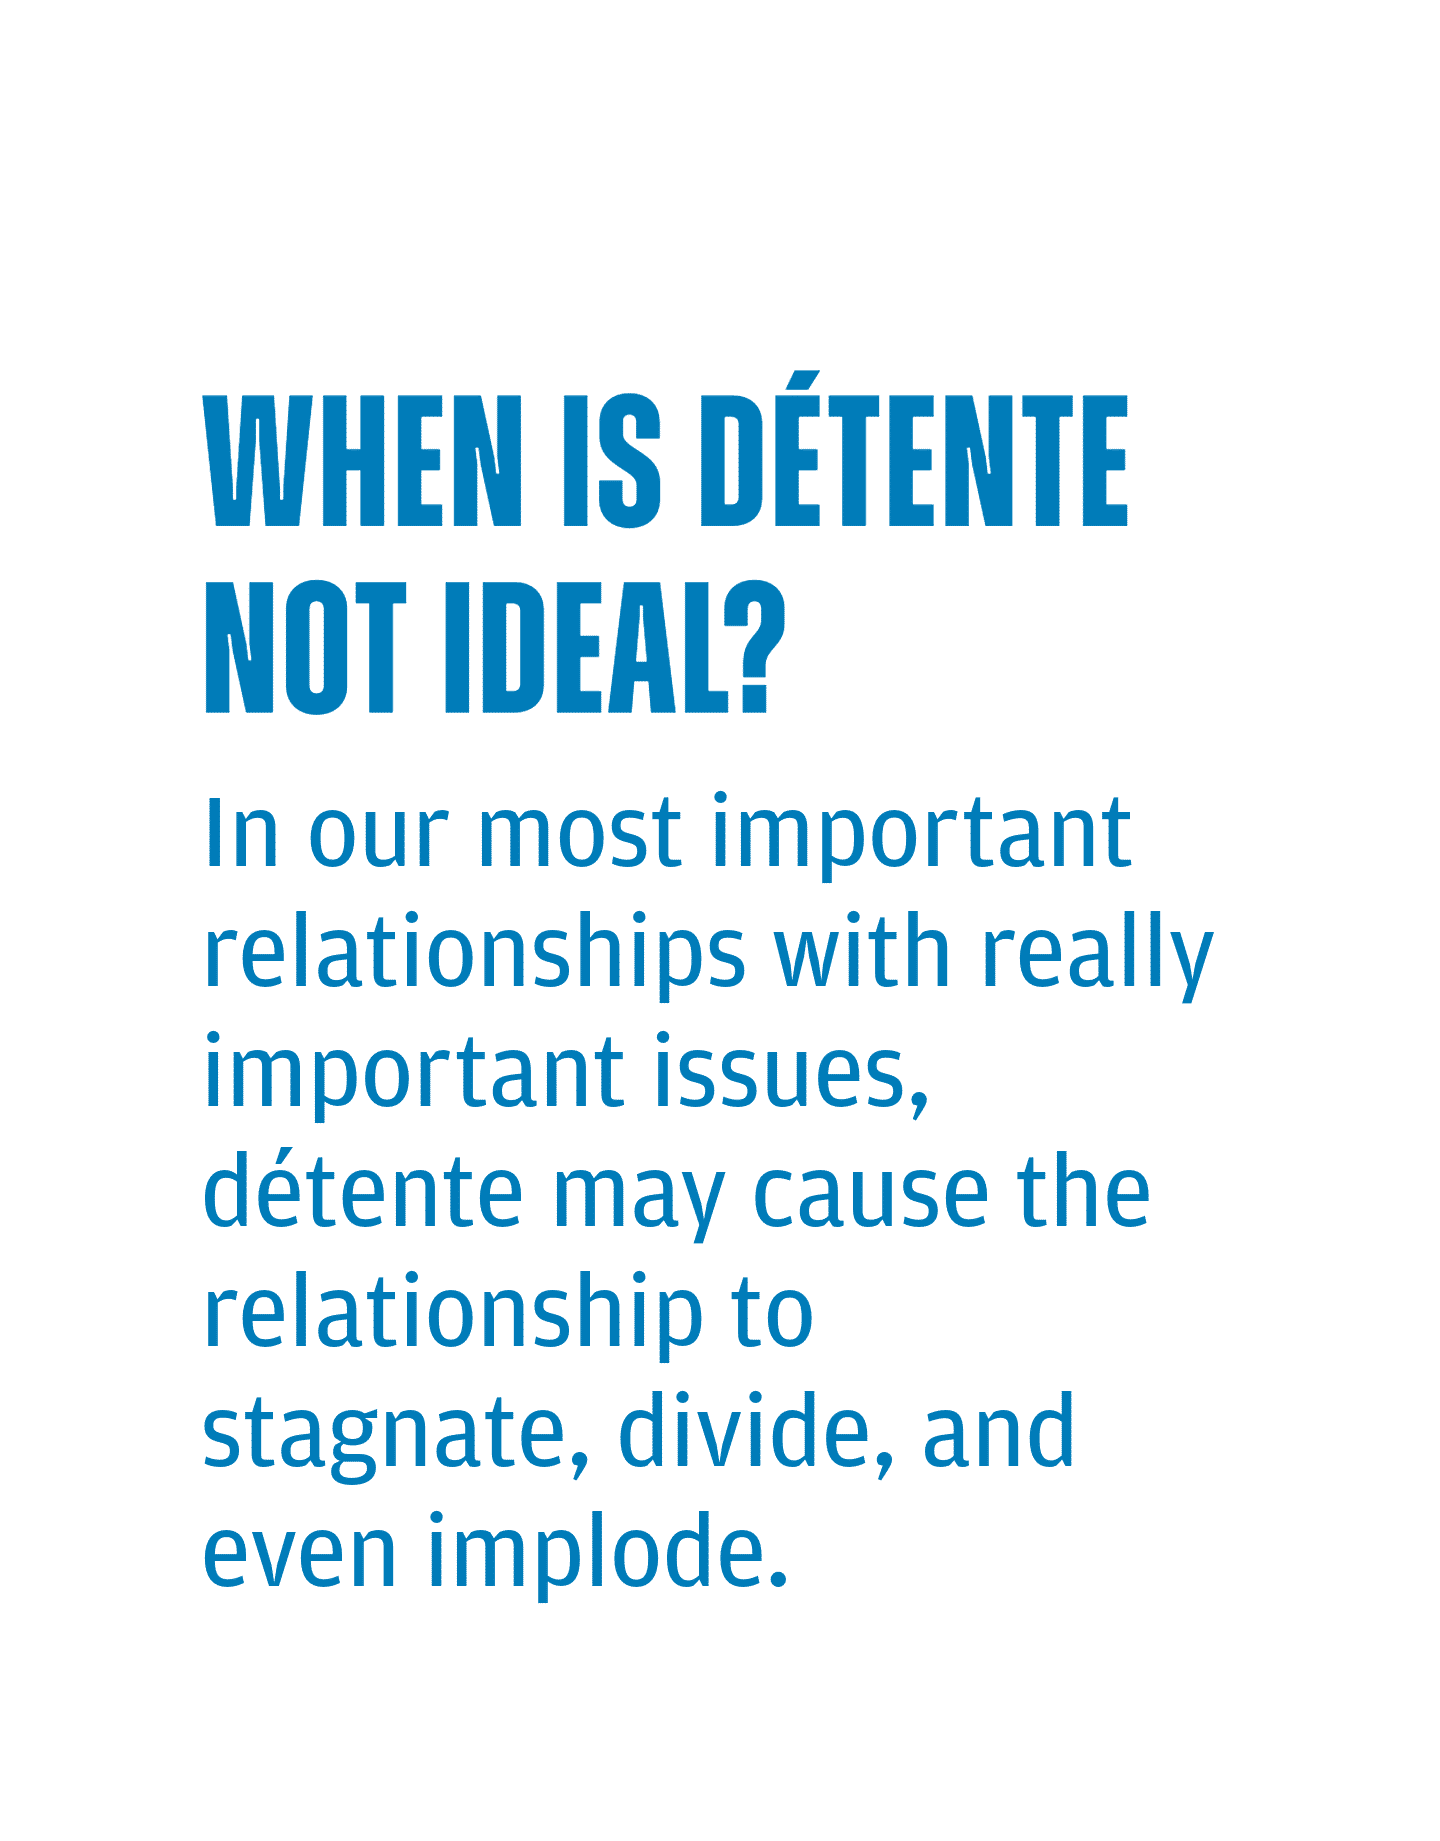 WHEN IS DÉTENTE
NOT IDEAL?
In our most important
relationships with really
important issues,
détente may cause the
relationship to
stagnate, divide, and
even implode.